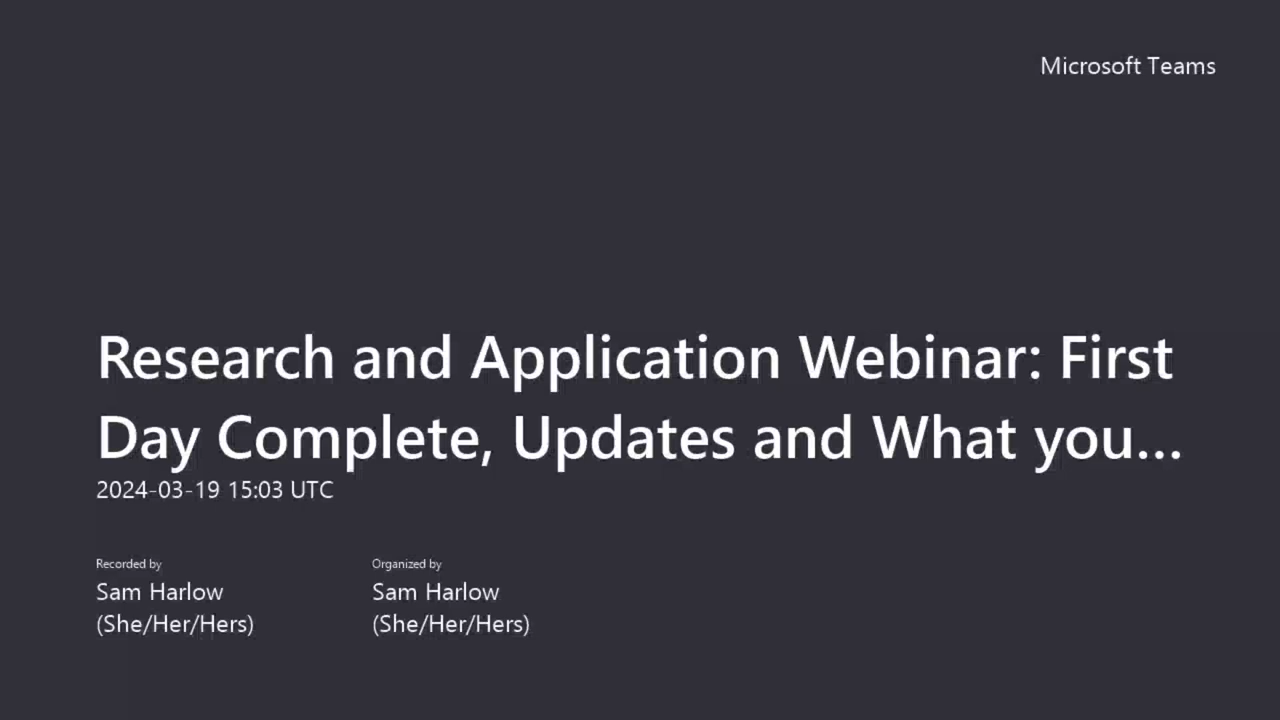 Microsoft Teams
Research and Application Webinar: First
Day Complete, Updates and What you...
2024-03-19 15:03 UTC
Recorded by
Sam Harlow
(She/Her/Hers)
Organized by
Sam Harlow
(She/Her/Hers)